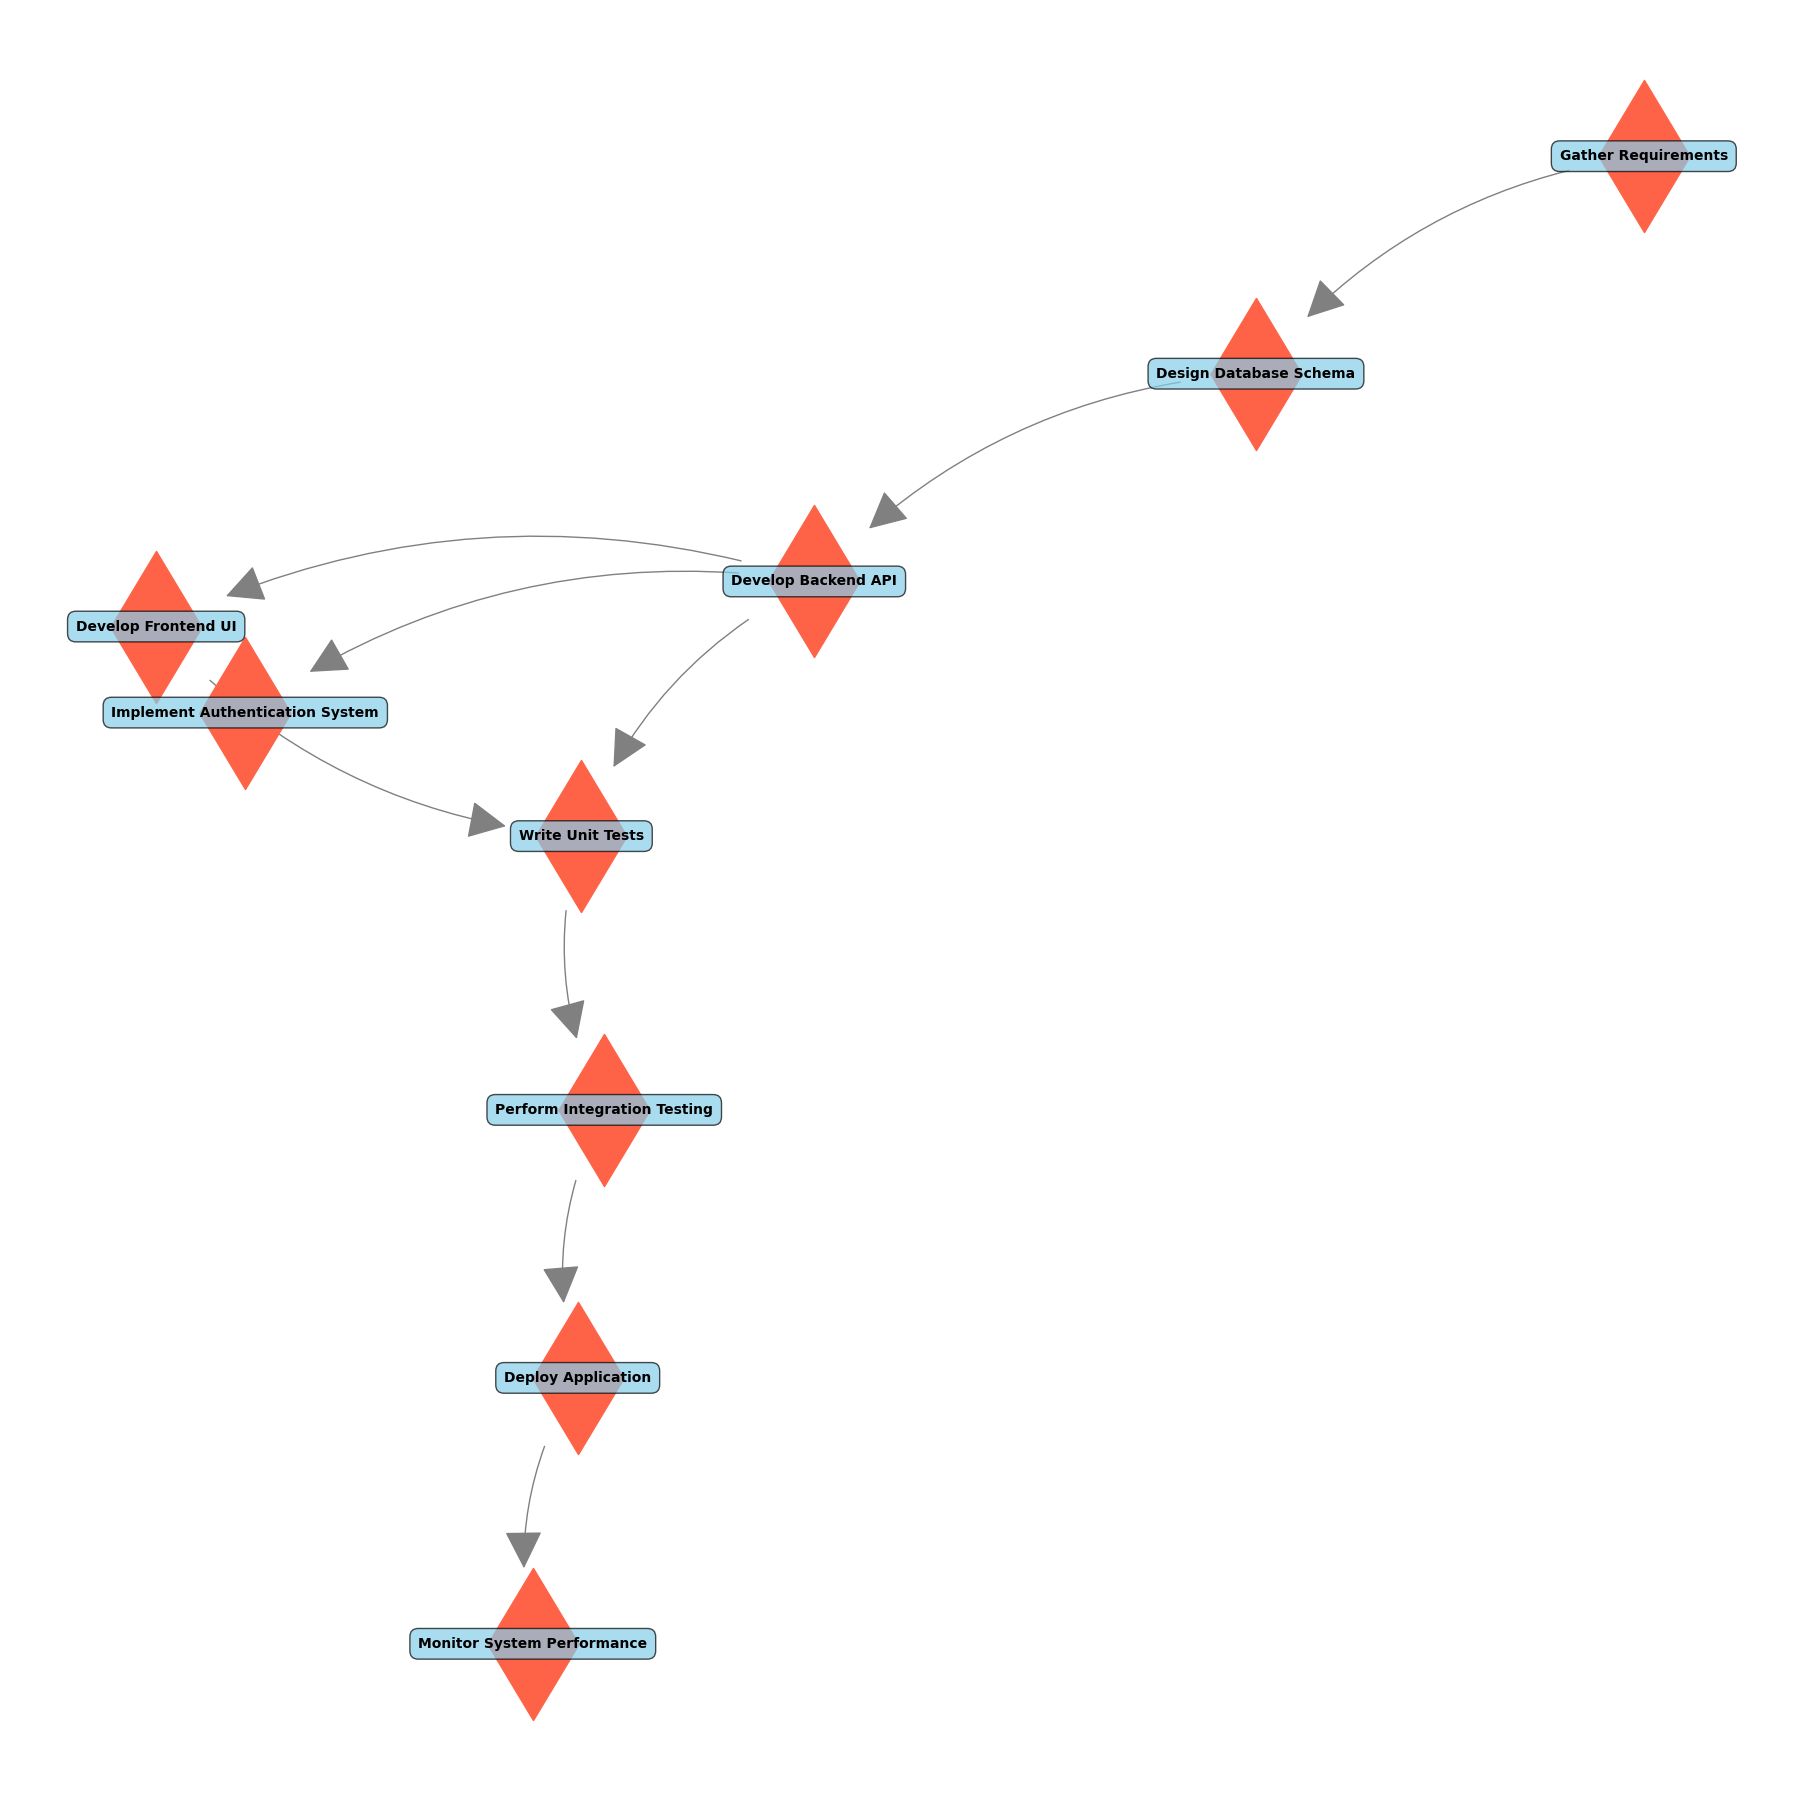 Gather Requirements
Design Database Schema
Develop Backend API
Develop Frontend UI
Implement Authentication System
Write Unit Tests
Perform Integration Testing
Deploy Application
Monitor System Performance